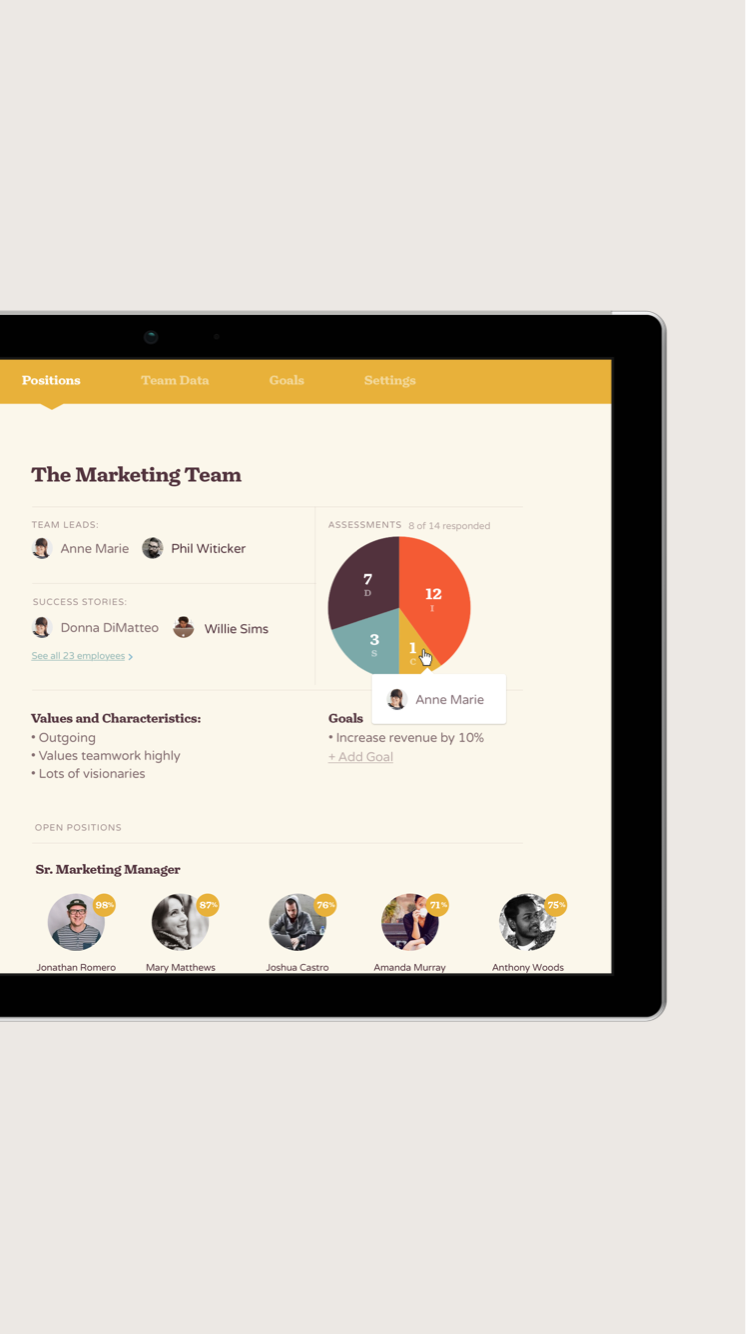 Positions Team Data Goals Settings
The Marketing Team
TEAM LEADS:
Anne Marie Phil Witicker
SUCCESS STORIES:
Donna DiMatteo Willie Sims
See all 23 employees >
ASSESSMENTS 8 of 14 responded
7
D
12
I
3
S
1
C
Anne Marie
Values and Characteristics:
• Outgoing
• Values teamwork highly
• Lots of visionaries
Goals
• Increase revenue by 10%
+ Add Goal
OPEN POSITIONS
Sr. Marketing Manager
98% 87% 76% 71% 75%
Jonathan Romero Mary Matthews Joshua Castro Amanda Murray Anthony Woods